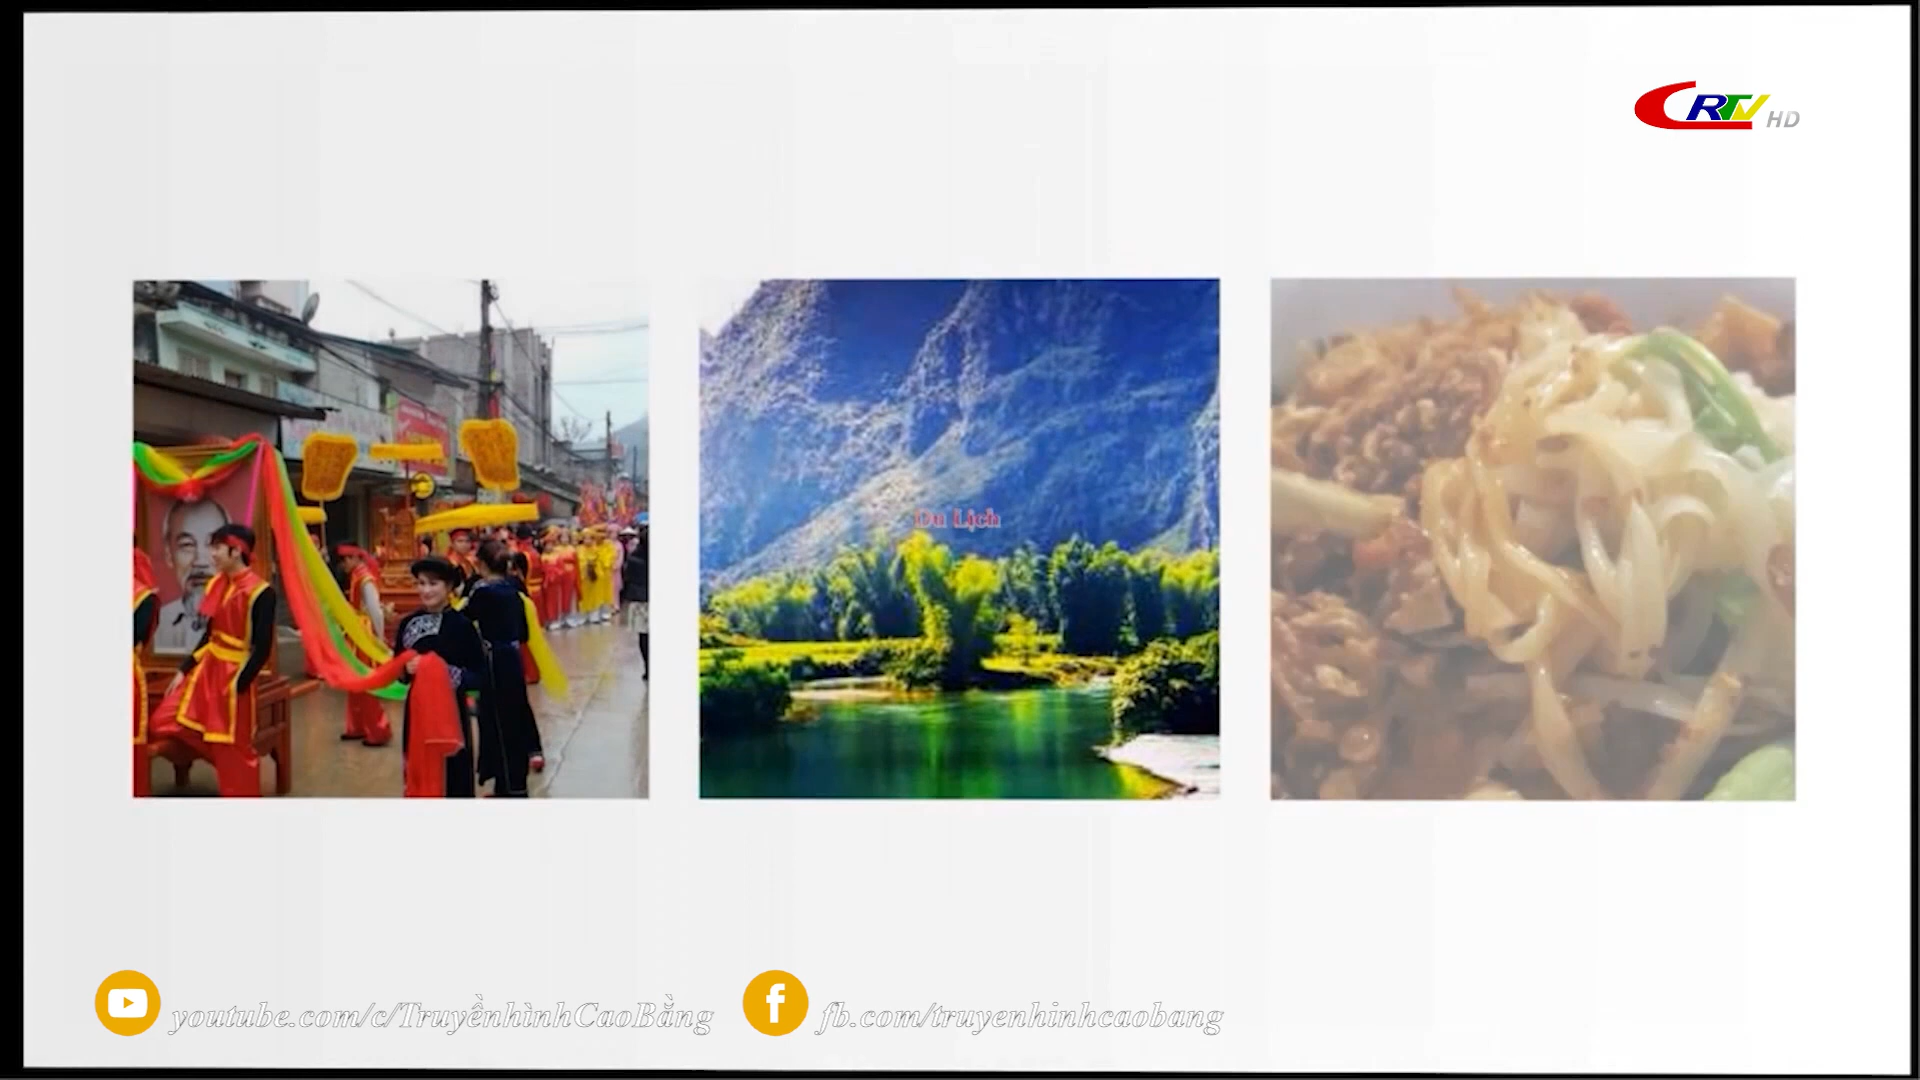 CRTV HD
Du Lịch
youtube.com/c/TruyềnhìnhCaoBằng
fb.com/truyenhinhcaobang